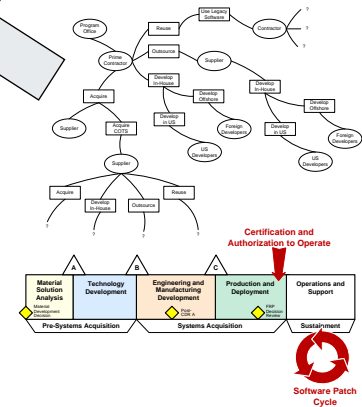 Program
Office
Prime
Contractor
Reuse
Use Legacy
Software
Contractor
?
?
?
Outsource
Supplier
Develop
In-House
Develop
Offshore
Foreign
Developers
Develop
in US
US
Developers
Develop
In-House
Develop
Offshore
Foreign
Developers
Develop
in US
US
Developers
Acquire
Supplier
Acquire
COTS
Supplier
Acquire
Develop
In-House
Outsource
Reuse
?
?
?
?
Certification and
Authorization to Operate
A
B
C
Material
Solution
Analysis
Technology
Development
Engineering and
Manufacturing
Development
Production and
Deployment
Operations and
Support
Material
Development
Decision
Post-
CDR A
FRP
Decision
Review
Pre-Systems Acquisition
Systems Acquisition
Sustainment
Software Patch
Cycle